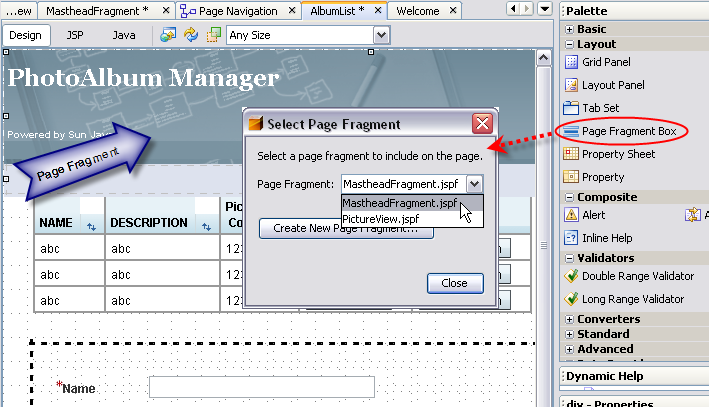 ...ew MastheadFragment * Page Navigation AlbumList * Welcome
Design JSP Java Any Size
PhotoAlbum Manager
Powered by Sun Jav
Page Fragment
NAME DESCRIPTION Pic Co
abc abc 123
abc abc 123
abc abc 123
*Name
Select Page Fragment
Select a page fragment to include on the page.
Page Fragment: MastheadFragment.jspf
MastheadFragment.jspf
PictureView.jspf
Create New Page Fragment...
Close
Palette
Basic
Layout
Grid Panel
Layout Panel
Tab Set
Page Fragment Box
Property Sheet
Property
Composite
Alert A
Inline Help
Validators
Double Range Validator
Long Range Validator
Converters
Standard
Advanced
Dynamic Help
div - Properties